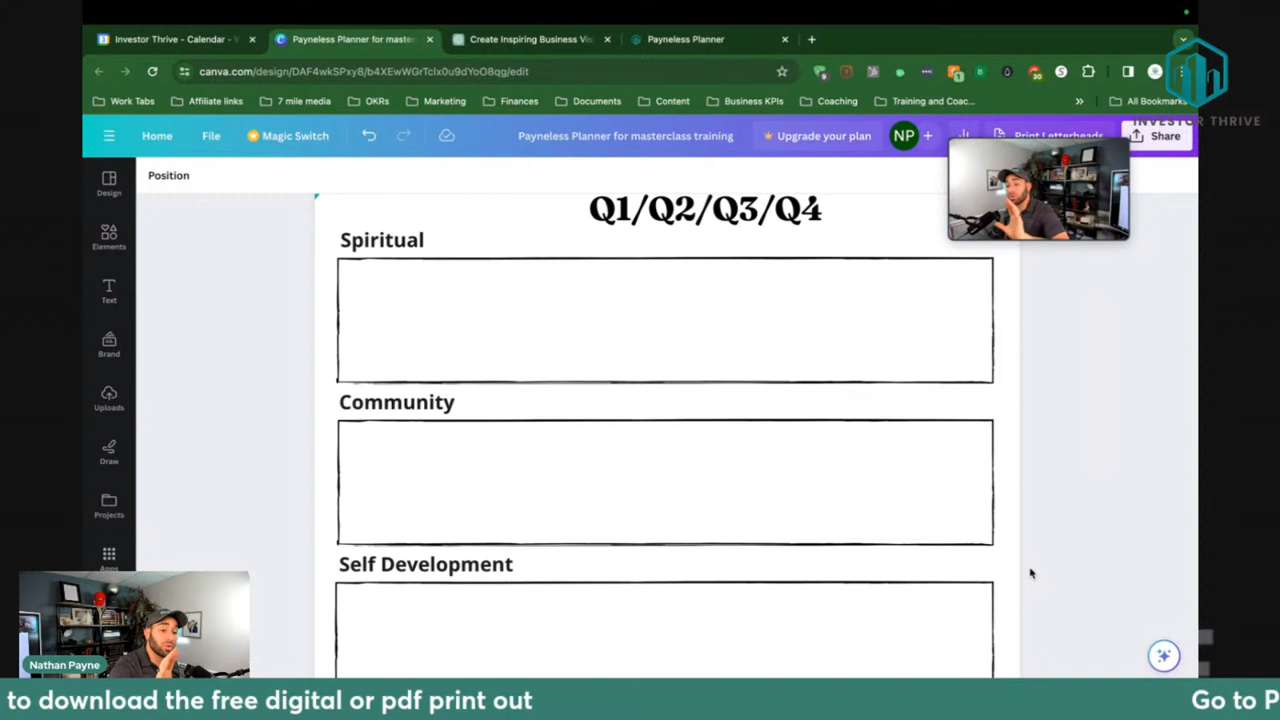 Investor Thrive - Calendar -
Payneless Planner for master
Create Inspiring Business Vis
Payneless Planner
canva.com/design/DAF4wkSPxy8/b4XEwWGrTcIx0u9dYoO8qg/edit
Work Tabs
Affiliate links
7 mile media
OKRs
Marketing
Finances
Documents
Content
Business KPIs
Coaching
Training and Coac...
All Bookmarks
INVESTOR THRIVE
Home
File
Magic Switch
Payneless Planner for masterclass training
Upgrade your plan
NP
Print Letterheads
Share
Position
Design
Elements
Text
Brand
Uploads
Draw
Projects
Apps
Q1/Q2/Q3/Q4
Spiritual
Community
Self Development
Nathan Payne
to download the free digital or pdf print out
Go to P